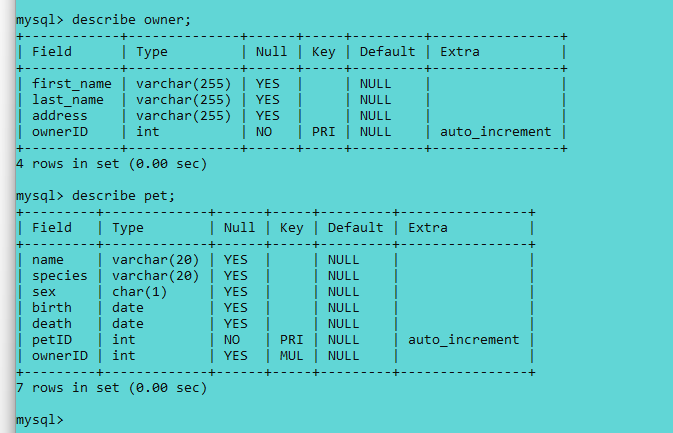 mysql> describe owner;
+------------+--------------+------+-----+---------+----------------+
| Field      | Type         | Null | Key | Default | Extra          |
+------------+--------------+------+-----+---------+----------------+
| first_name | varchar(255) | YES  |     | NULL    |                |
| last_name  | varchar(255) | YES  |     | NULL    |                |
| address    | varchar(255) | YES  |     | NULL    |                |
| ownerID    | int          | NO   | PRI | NULL    | auto_increment |
+------------+--------------+------+-----+---------+----------------+
4 rows in set (0.00 sec)

mysql> describe pet;
+---------+-------------+------+-----+---------+----------------+
| Field   | Type        | Null | Key | Default | Extra          |
+---------+-------------+------+-----+---------+----------------+
| name    | varchar(20) | YES  |     | NULL    |                |
| species | varchar(20) | YES  |     | NULL    |                |
| sex     | char(1)     | YES  |     | NULL    |                |
| birth   | date        | YES  |     | NULL    |                |
| death   | date        | YES  |     | NULL    |                |
| petID   | int         | NO   | PRI | NULL    | auto_increment |
| ownerID | int         | YES  | MUL | NULL    |                |
+---------+-------------+------+-----+---------+----------------+
7 rows in set (0.00 sec)

mysql>